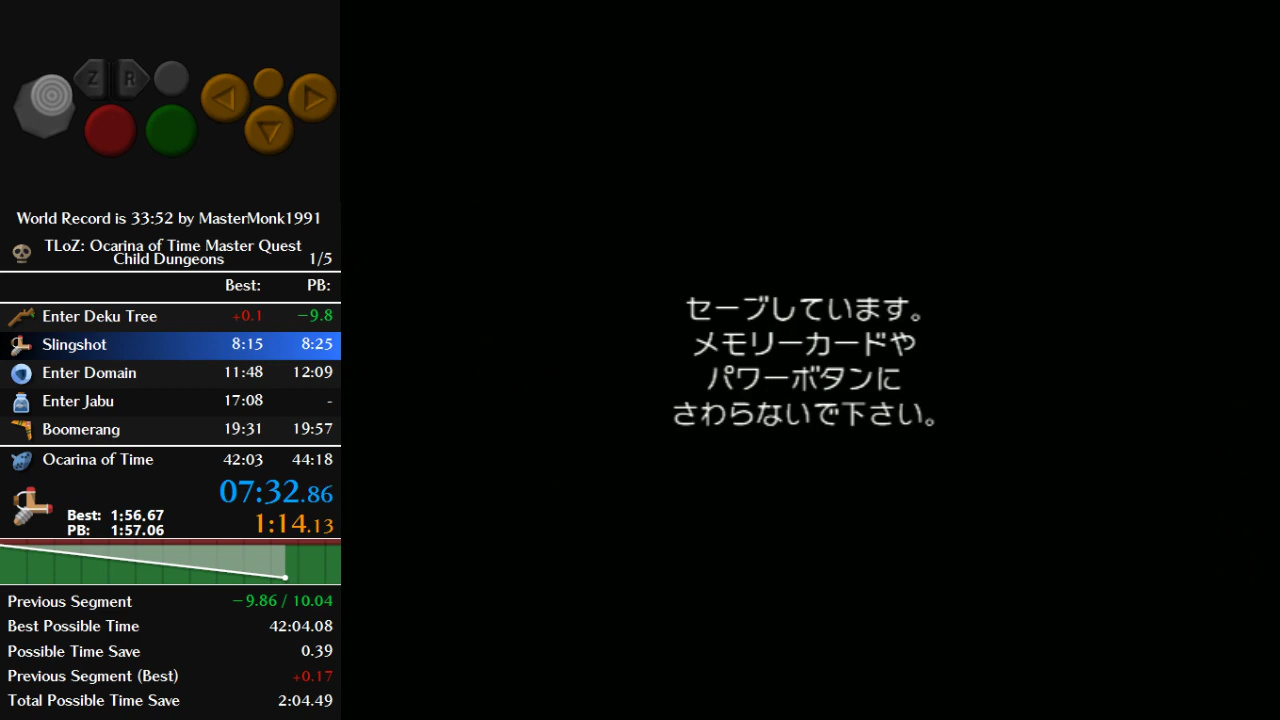 Z R
World Record is 33:52 by MasterMonk1991
TLoZ: Ocarina of Time Master Quest
Child Dungeons 1/5
Best: PB:
Enter Deku Tree +0.1 −9.8
Slingshot 8:15 8:25
Enter Domain 11:48 12:09
Enter Jabu 17:08 -
Boomerang 19:31 19:57
Ocarina of Time 42:03 44:18
07:32.86
Best: 1:56.67
PB: 1:57.06
1:14.13
Previous Segment −9.86 / 10.04
Best Possible Time 42:04.08
Possible Time Save 0.39
Previous Segment (Best) +0.17
Total Possible Time Save 2:04.49
セーブしています。
メモリーカードや
パワーボタンに
さわらないで下さい。